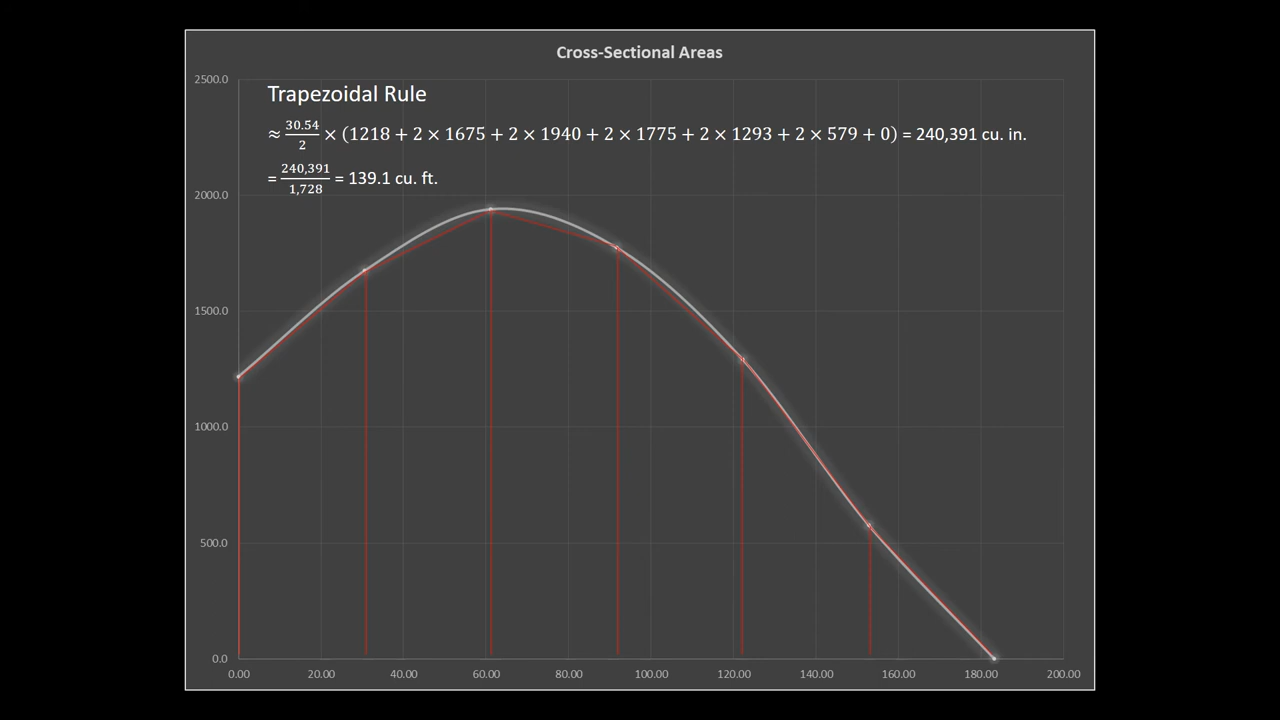 Cross-Sectional Areas
2500.0
Trapezoidal Rule
≈ 30.54/2 × (1218 + 2 × 1675 + 2 × 1940 + 2 × 1775 + 2 × 1293 + 2 × 579 + 0) = 240,391 cu. in.
= 240,391/1,728 = 139.1 cu. ft.
2000.0
1500.0
1000.0
500.0
0.0
0.00 20.00 40.00 60.00 80.00 100.00 120.00 140.00 160.00 180.00 200.00